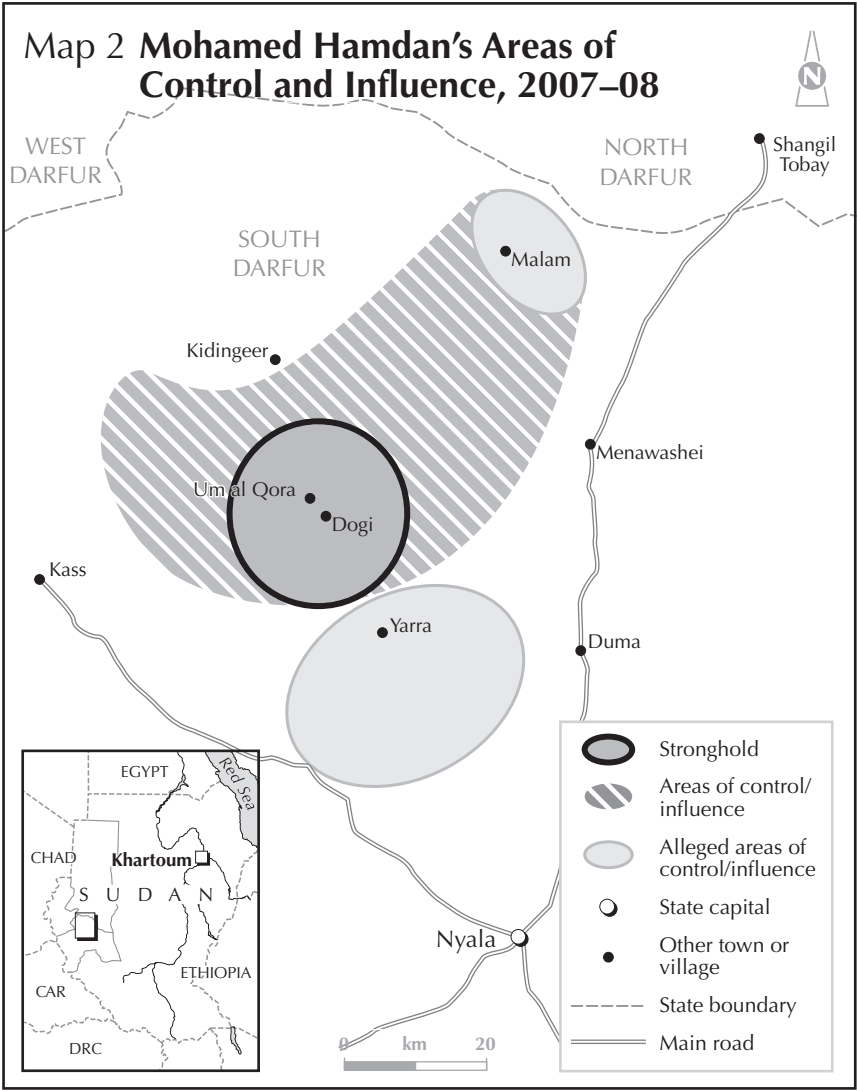 Map 2 Mohamed Hamdan's Areas of
Control and Influence, 2007–08
N
WEST
DARFUR
NORTH
DARFUR
Shangil
Tobay
SOUTH
DARFUR
Malam
Kidingeer
Menawashei
Um al Qora
Dogi
Kass
Yarra
Duma
Nyala
0 km 20
EGYPT
Red Sea
CHAD
Khartoum
SUDAN
ETHIOPIA
CAR
DRC
Stronghold
Areas of control/
influence
Alleged areas of
control/influence
State capital
Other town or
village
State boundary
Main road